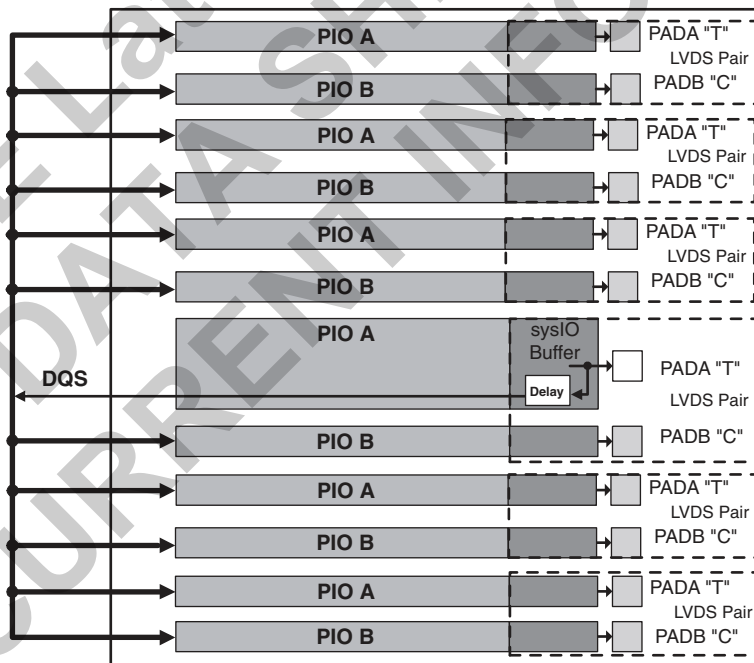 PIO A PADA "T"
LVDS Pair
PIO B PADB "C"
PIO A PADA "T"
LVDS Pair
PIO B PADB "C"
PIO A PADA "T"
LVDS Pair
PIO B PADB "C"
PIO A sysIO
Buffer
PADA "T"
DQS Delay
LVDS Pair
PIO B PADB "C"
PIO A PADA "T"
LVDS Pair
PIO B PADB "C"
PIO A PADA "T"
LVDS Pair
PIO B PADB "C"
DATA
CURRENT